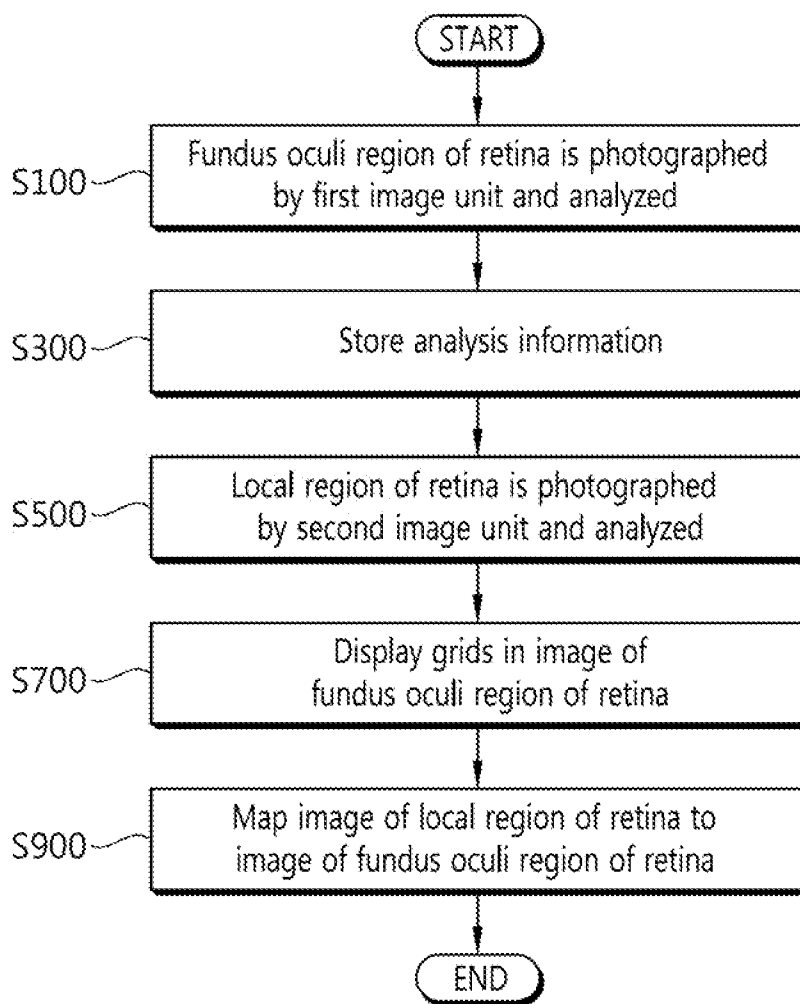 START
S100
Fundus oculi region of retina is photographed
by first image unit and analyzed
S300
Store analysis information
S500
Local region of retina is photographed
by second image unit and analyzed
S700
Display grids in image of
fundus oculi region of retina
S900
Map image of local region of retina to
image of fundus oculi region of retina
END